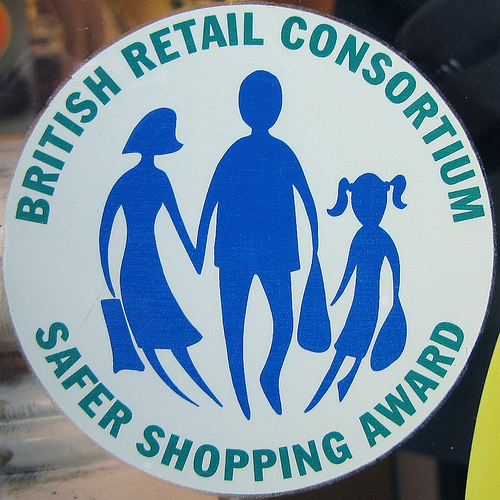 BRITISH RETAIL CONSORTIUM
SAFER SHOPPING AWARD